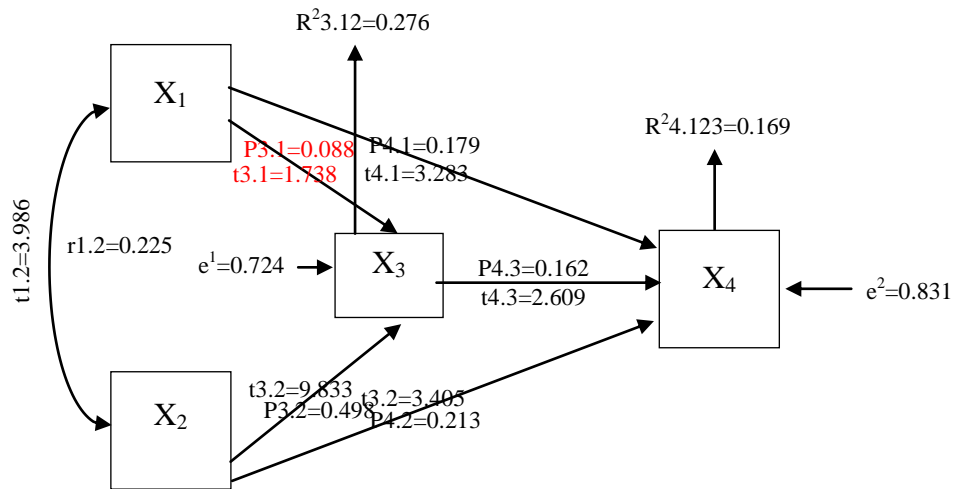 R²3.12=0.276
X₁
R²4.123=0.169
P3.1=0.088
P4.1=0.179
t3.1=1.738
t4.1=3.283
t1.2=3.986
r1.2=0.225
e¹=0.724
X₃
P4.3=0.162
t4.3=2.609
X₄
e²=0.831
t3.2=9.833
P3.2=0.498
t3.2=3.405
P4.2=0.213
X₂